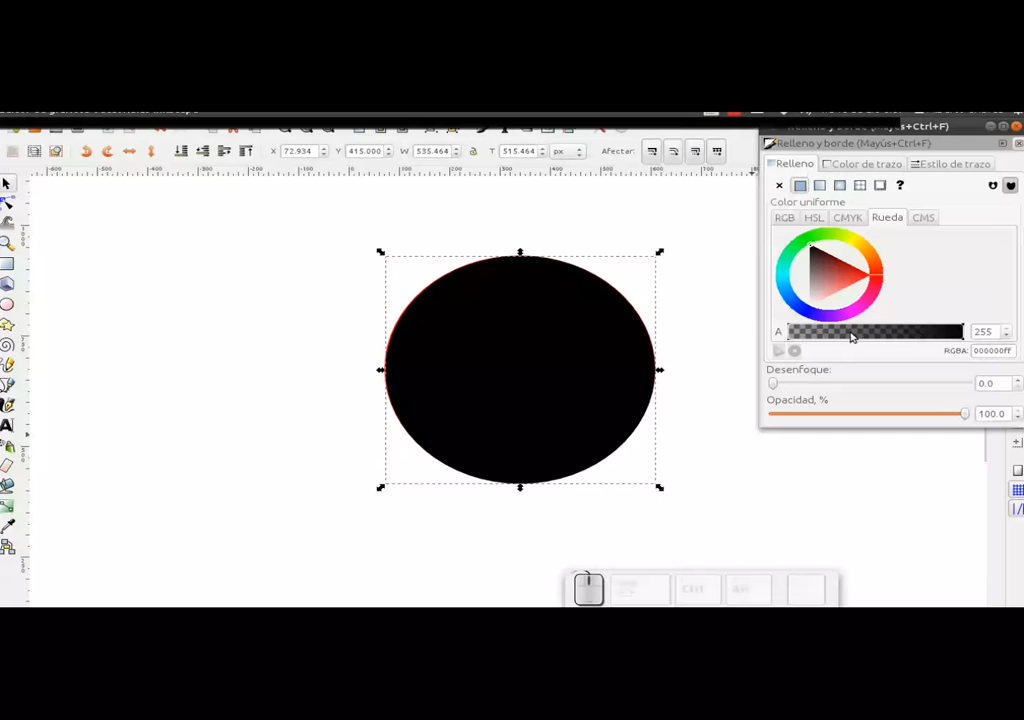 (Mayús+Ctrl+F)
Relleno y borde (Mayús+Ctrl+F)
X 72.934 Y 415.000 W 535.464 T 515.464 px Afectar:
Relleno Color de trazo Estilo de trazo
?
Color uniforme
RGB HSL CMYK Rueda CMS
A 255
RGBA: 000000ff
Desenfoque:
0.0
Opacidad, %
100.0
Ctrl Alt